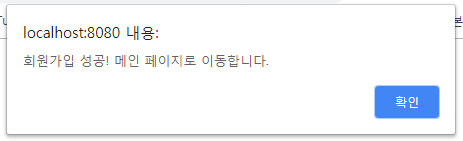 localhost:8080 내용:
회원가입 성공! 메인 페이지로 이동합니다.
확인
본